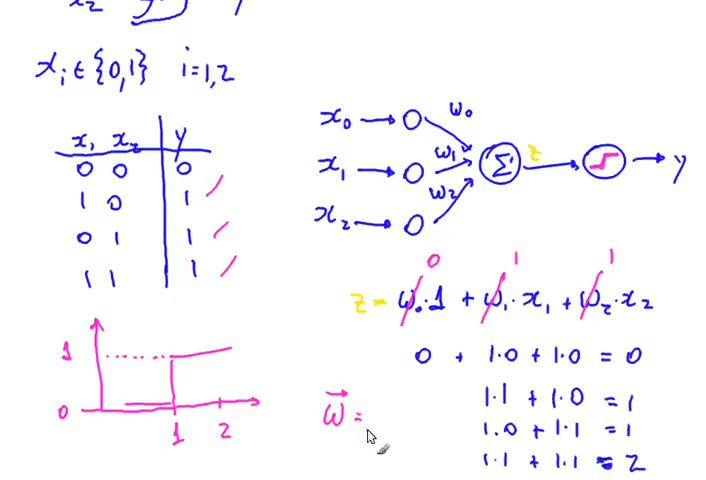 xᵢ ∈ {0,1} i=1,2
x₁ x₂ y
0 0 0
1 0 1
0 1 1
1 1 1
x₀ w₀
x₁ w₁ Σ z y
x₂ w₂
0 1 1
z = w₀·1 + w₁·x₁ + w₂·x₂
0 + 1·0 + 1·0 = 0
1·1 + 1·0 = 1
1·0 + 1·1 = 1
1·1 + 1·1 = 2
1
0
1 2
w⃗ =